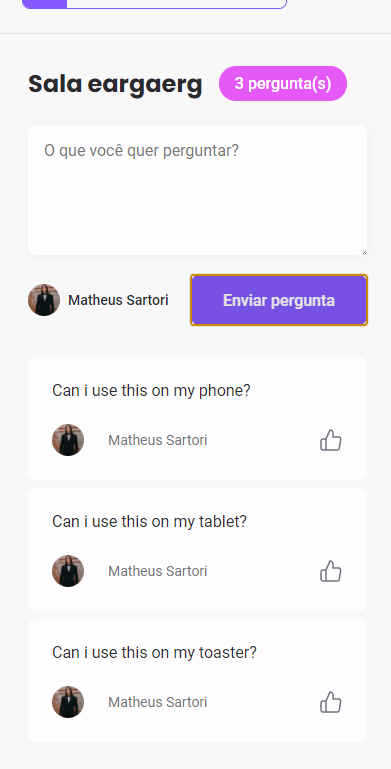 Sala eargaerg
3 pergunta(s)
O que você quer perguntar?
Matheus Sartori
Enviar pergunta
Can i use this on my phone?
Matheus Sartori
Can i use this on my tablet?
Matheus Sartori
Can i use this on my toaster?
Matheus Sartori